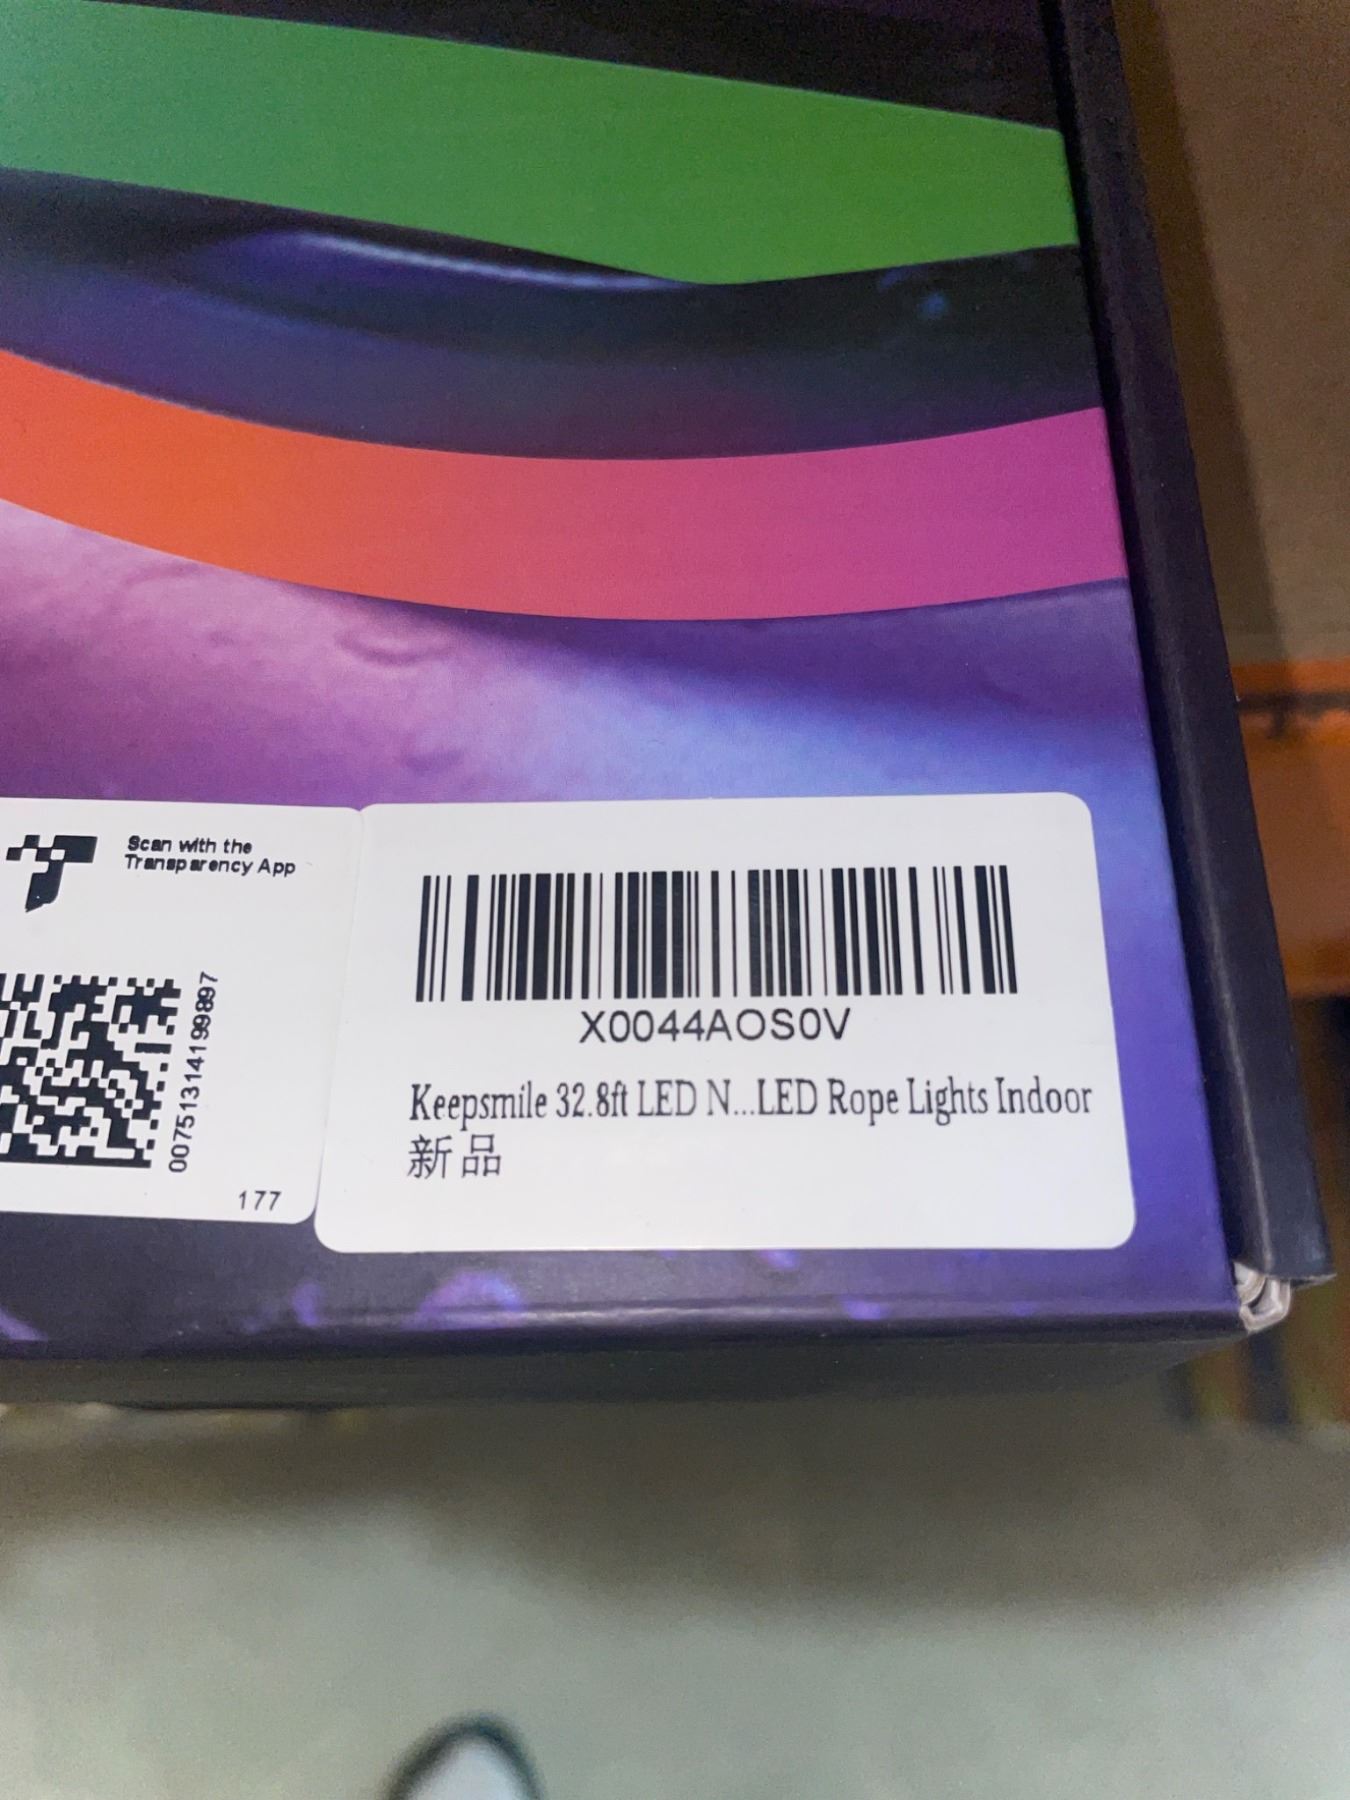 Scan with the
Transparency App
00751314199897
177
X0044AOS0V
Keepsmile 32.8ft LED N...LED Rope Lights Indoor
新品